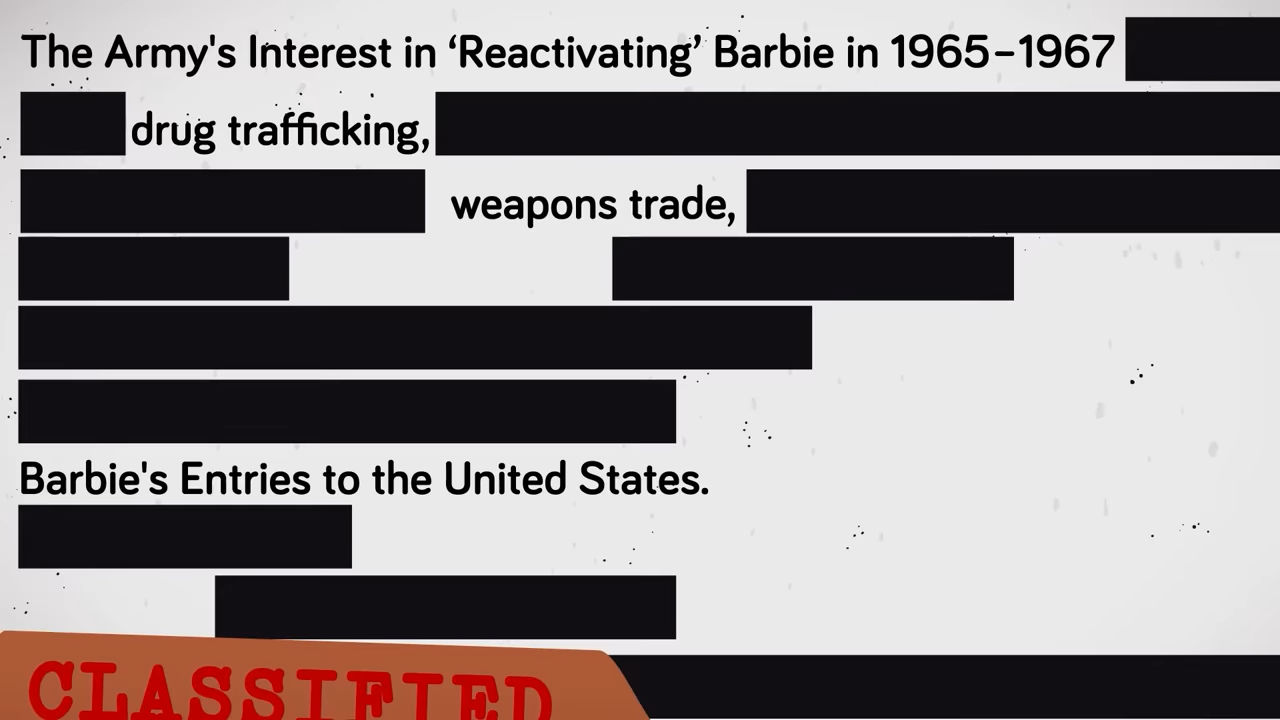 The Army's Interest in ‘Reactivating’ Barbie in 1965–1967
drug trafficking,
weapons trade,
Barbie's Entries to the United States.
CLASSIFIED